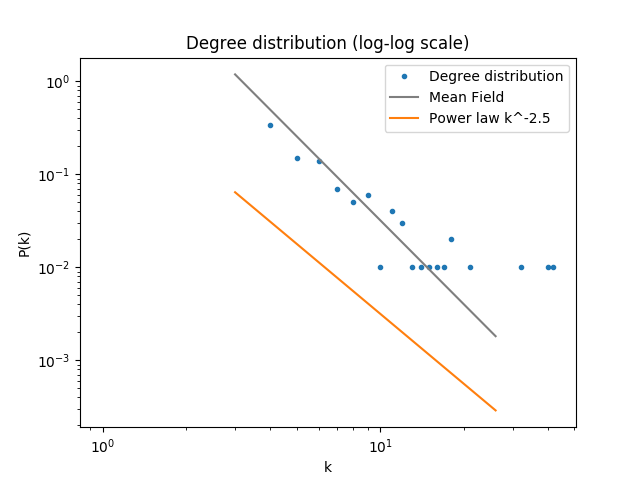 Degree distribution (log-log scale)
Degree distribution
Mean Field
Power law k^-2.5
10^0
10^-1
10^-2
10^-3
P(k)
10^0
10^1
k